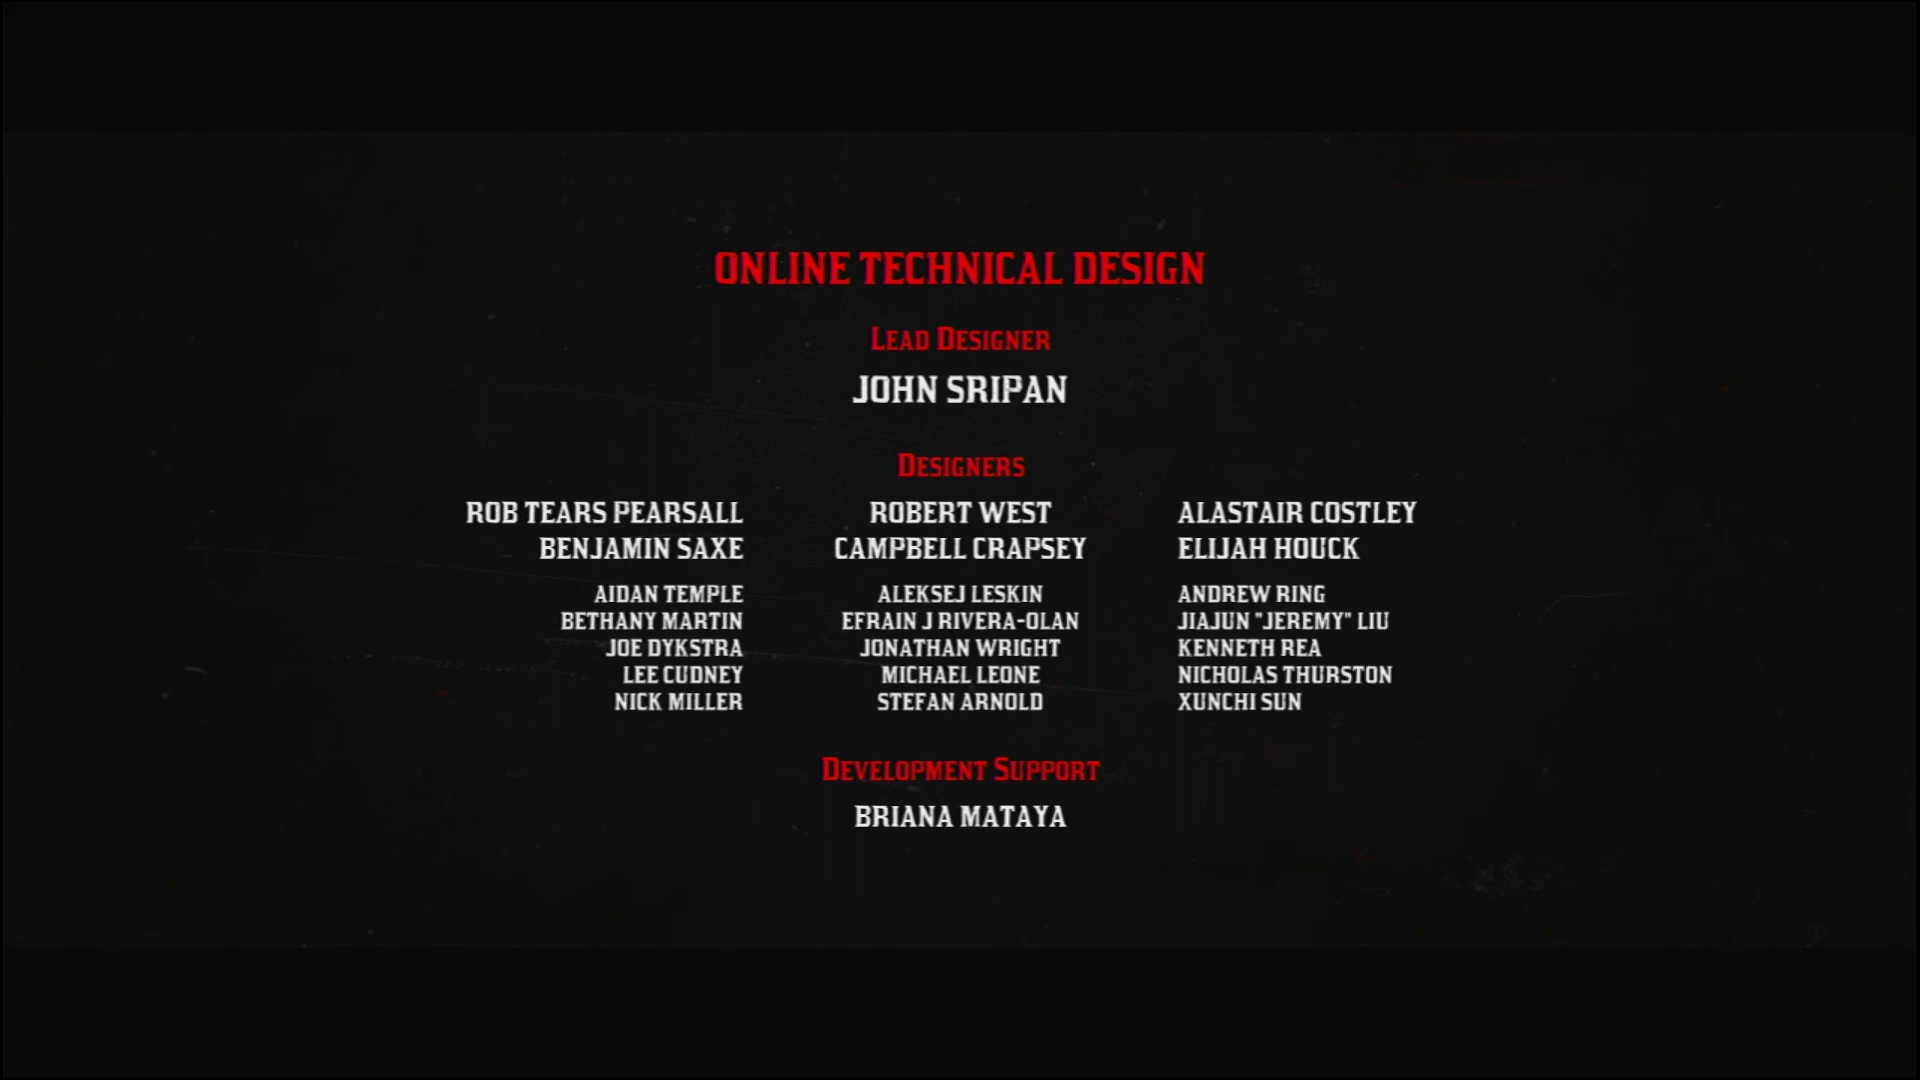 ONLINE TECHNICAL DESIGN
LEAD DESIGNER
JOHN SRIPAN
DESIGNERS
ROB TEARS PEARSALL ROBERT WEST ALASTAIR COSTLEY
BENJAMIN SAXE CAMPBELL CRAPSEY ELIJAH HOUCK
AIDAN TEMPLE ALEKSEJ LESKIN ANDREW RING
BETHANY MARTIN EFRAIN J RIVERA-OLAN JIAJUN "JEREMY" LIU
JOE DYKSTRA JONATHAN WRIGHT KENNETH REA
LEE CUDNEY MICHAEL LEONE NICHOLAS THURSTON
NICK MILLER STEFAN ARNOLD XUNCHI SUN
DEVELOPMENT SUPPORT
BRIANA MATAYA